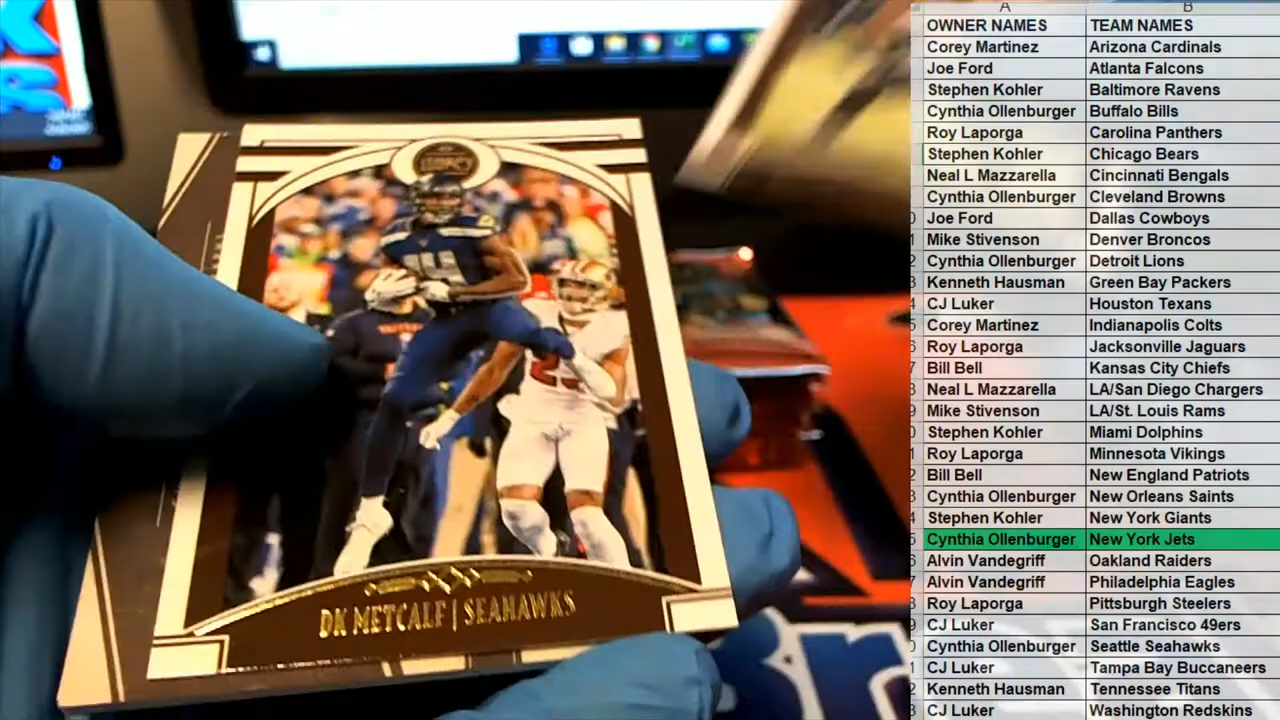 LEGACY
14
DK METCALF | SEAHAWKS
A B
OWNER NAMES TEAM NAMES
Corey Martinez Arizona Cardinals
Joe Ford Atlanta Falcons
Stephen Kohler Baltimore Ravens
Cynthia Ollenburger Buffalo Bills
Roy Laporga Carolina Panthers
Stephen Kohler Chicago Bears
Neal L Mazzarella Cincinnati Bengals
Cynthia Ollenburger Cleveland Browns
Joe Ford Dallas Cowboys
Mike Stivenson Denver Broncos
Cynthia Ollenburger Detroit Lions
Kenneth Hausman Green Bay Packers
CJ Luker Houston Texans
Corey Martinez Indianapolis Colts
Roy Laporga Jacksonville Jaguars
Bill Bell Kansas City Chiefs
Neal L Mazzarella LA/San Diego Chargers
Mike Stivenson LA/St. Louis Rams
Stephen Kohler Miami Dolphins
Roy Laporga Minnesota Vikings
Bill Bell New England Patriots
Cynthia Ollenburger New Orleans Saints
Stephen Kohler New York Giants
Cynthia Ollenburger New York Jets
Alvin Vandegriff Oakland Raiders
Alvin Vandegriff Philadelphia Eagles
Roy Laporga Pittsburgh Steelers
CJ Luker San Francisco 49ers
Cynthia Ollenburger Seattle Seahawks
CJ Luker Tampa Bay Buccaneers
Kenneth Hausman Tennessee Titans
CJ Luker Washington Redskins